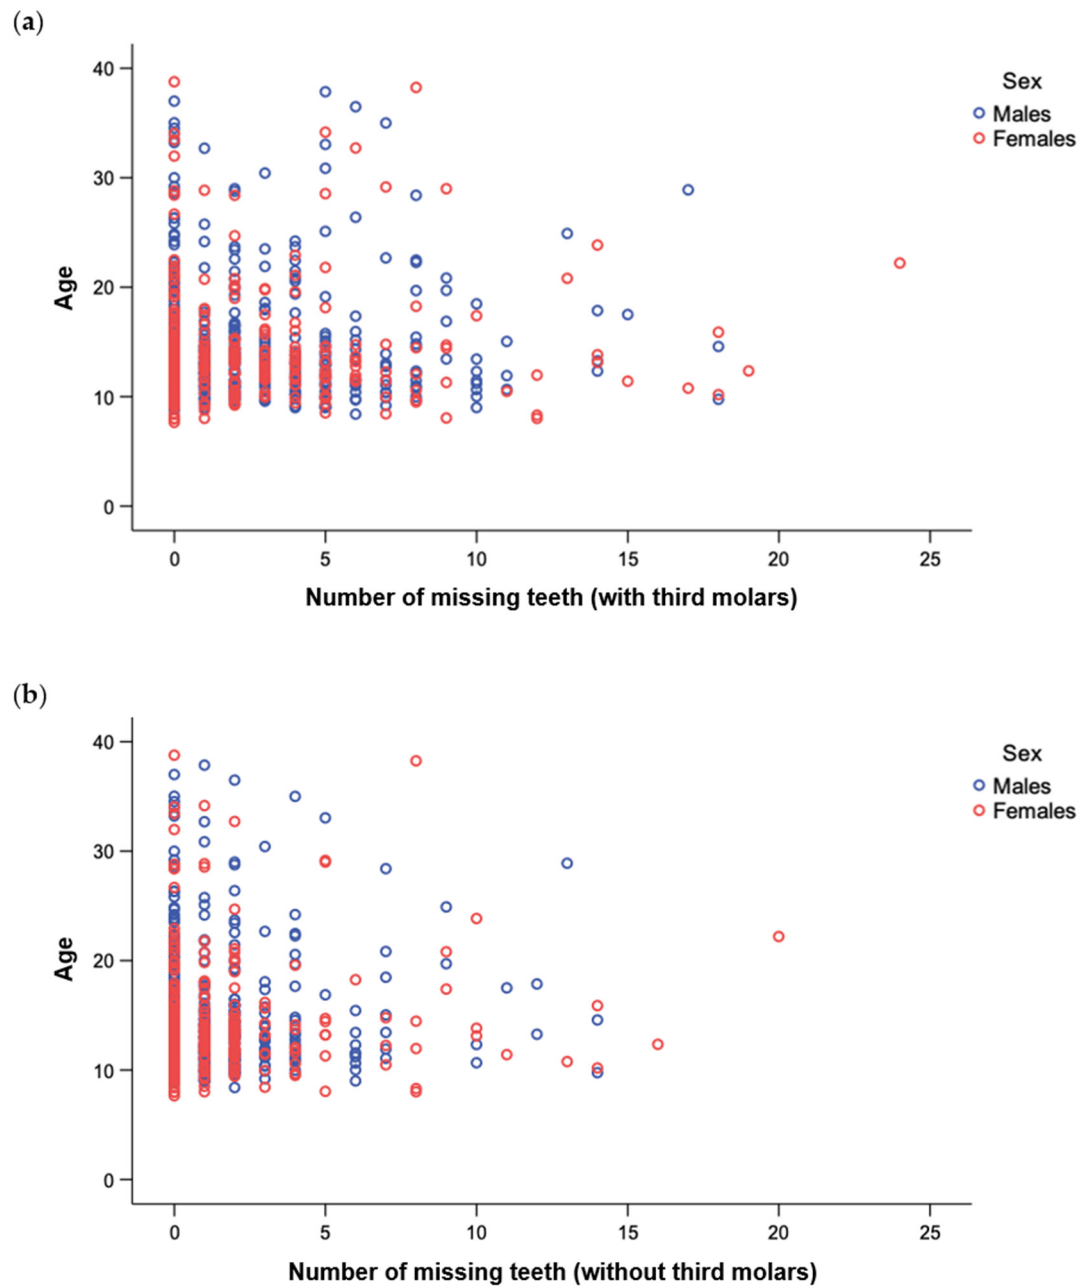 (a)
40
30
20
10
0
Age
0 5 10 15 20 25
Number of missing teeth (with third molars)
Sex
Males
Females
(b)
40
30
20
10
0
Age
0 5 10 15 20 25
Number of missing teeth (without third molars)
Sex
Males
Females